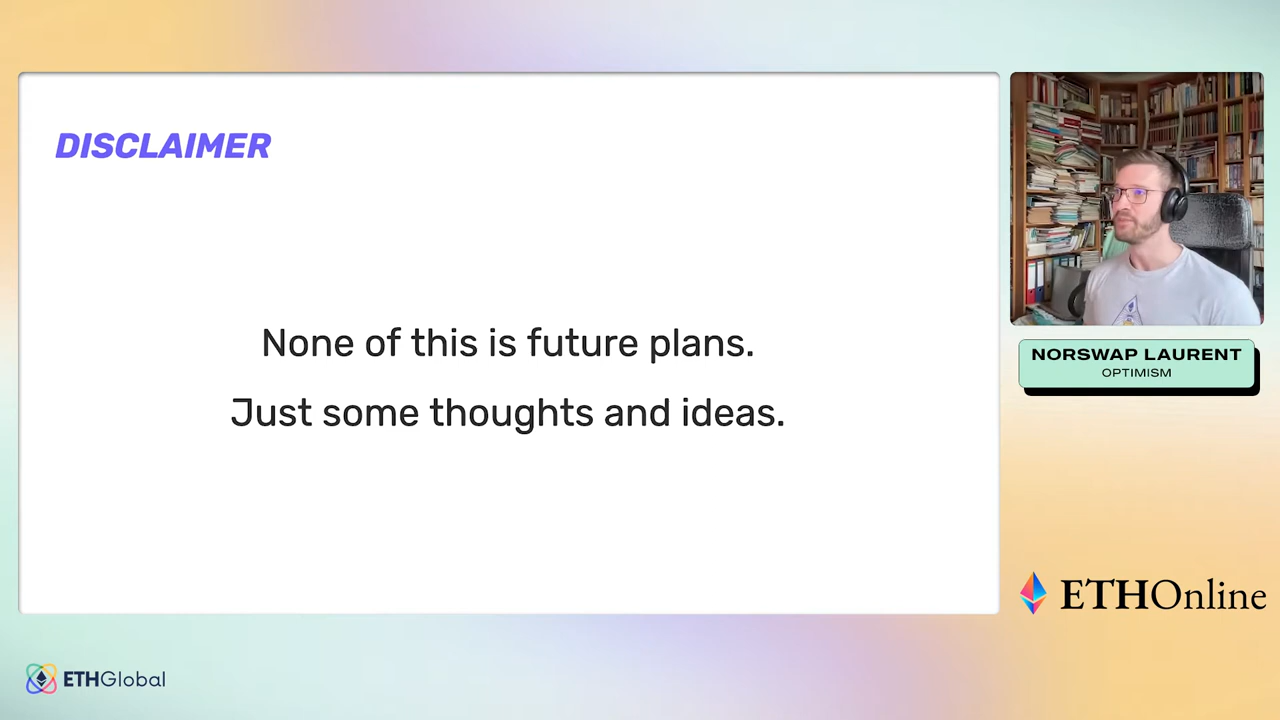 DISCLAIMER
None of this is future plans.
Just some thoughts and ideas.
NORSWAP LAURENT
OPTIMISM
ETHOnline
ETHGlobal